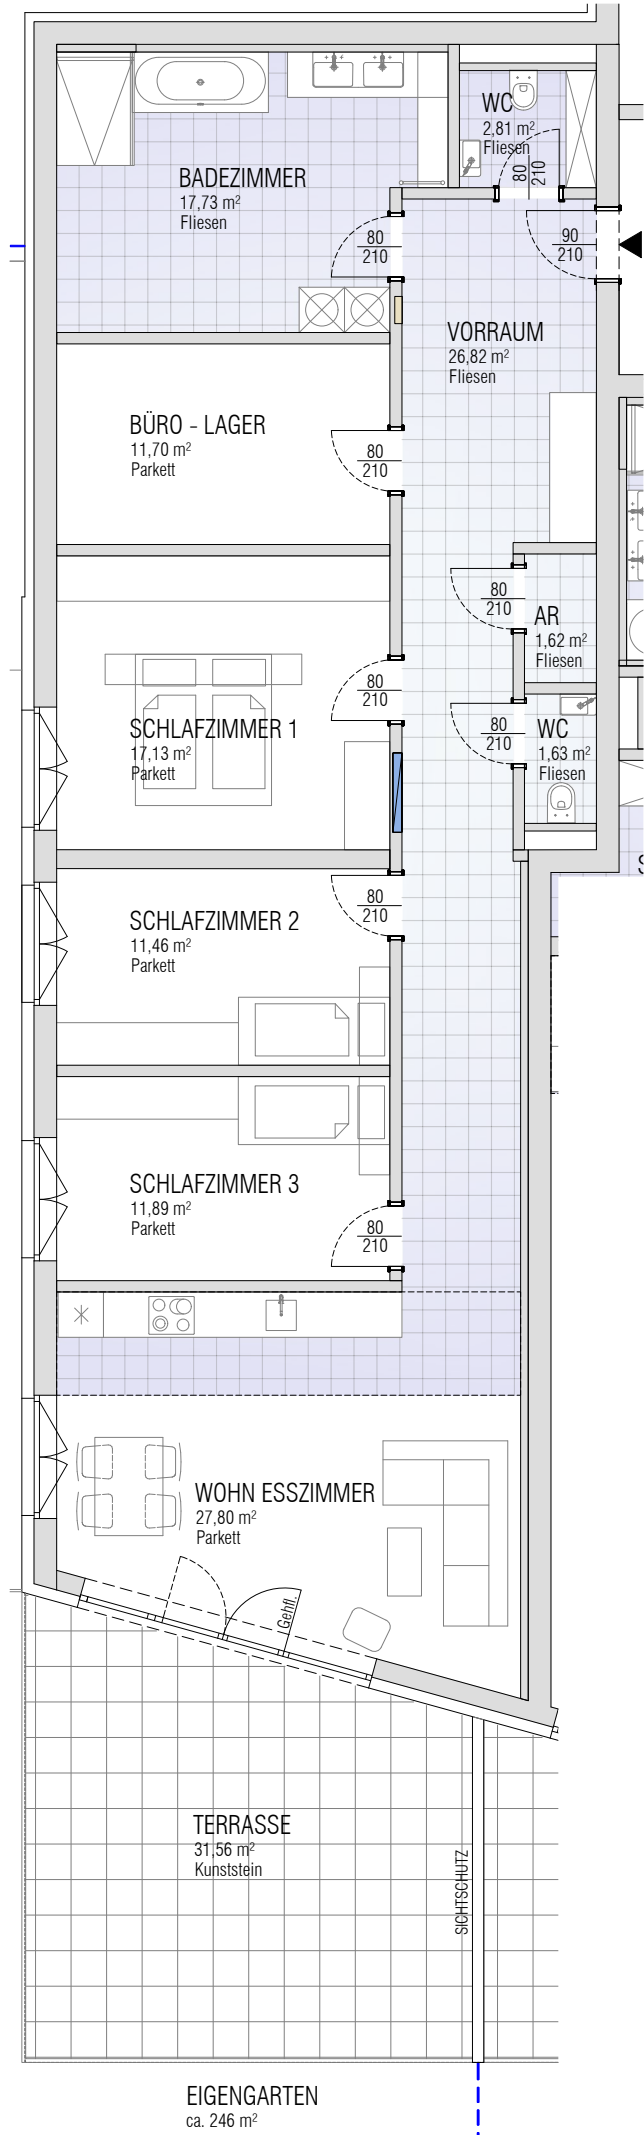 WC
2,81 m²
Fliesen
80
210
BADEZIMMER
17,73 m²
Fliesen
80
210
90
210
VORRAUM
26,82 m²
Fliesen
BÜRO - LAGER
11,70 m²
Parkett
80
210
80
210
AR
1,62 m²
Fliesen
SCHLAFZIMMER 1
17,13 m²
Parkett
80
210
80
210
WC
1,63 m²
Fliesen
80
210
SCHLAFZIMMER 2
11,46 m²
Parkett
SCHLAFZIMMER 3
11,89 m²
Parkett
80
210
WOHN ESSZIMMER
27,80 m²
Parkett
Gehfl.
TERRASSE
31,56 m²
Kunststein
SICHTSCHUTZ
EIGENGARTEN
ca. 246 m²